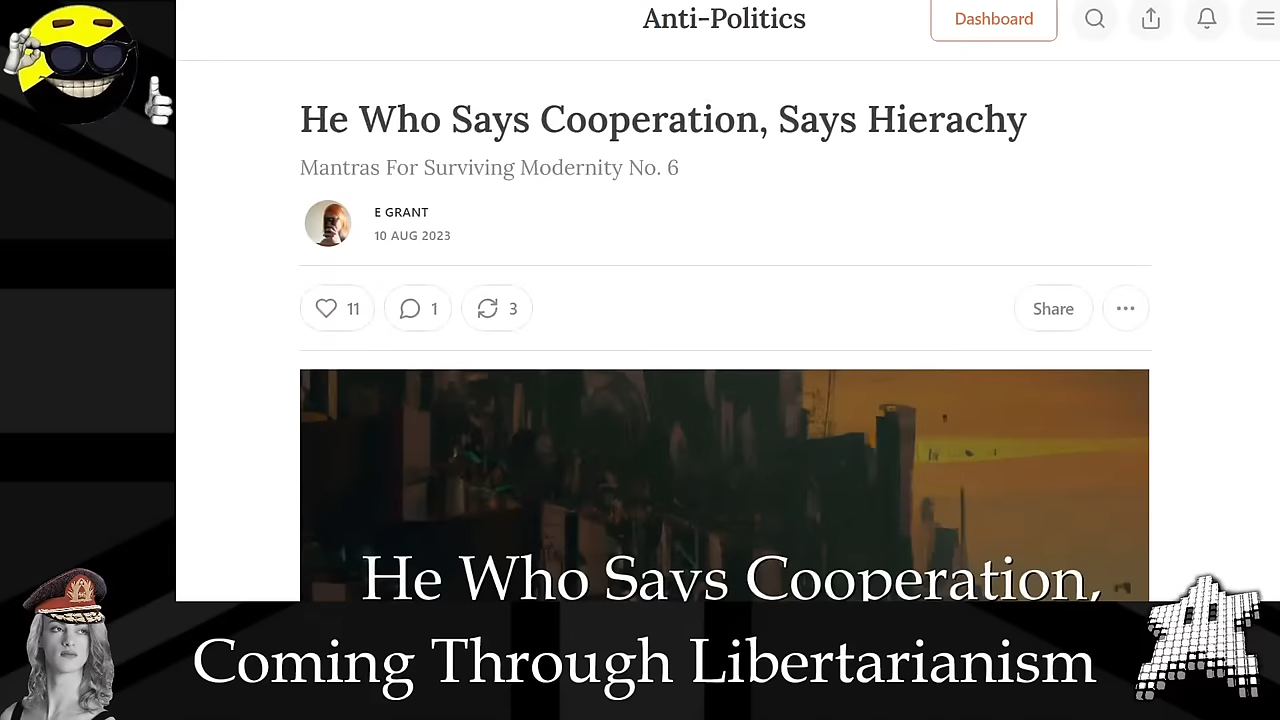 Anti-Politics
Dashboard
He Who Says Cooperation, Says Hierachy
Mantras For Surviving Modernity No. 6
E GRANT
10 AUG 2023
11
1
3
Share
He Who Says Cooperation,
Coming Through Libertarianism